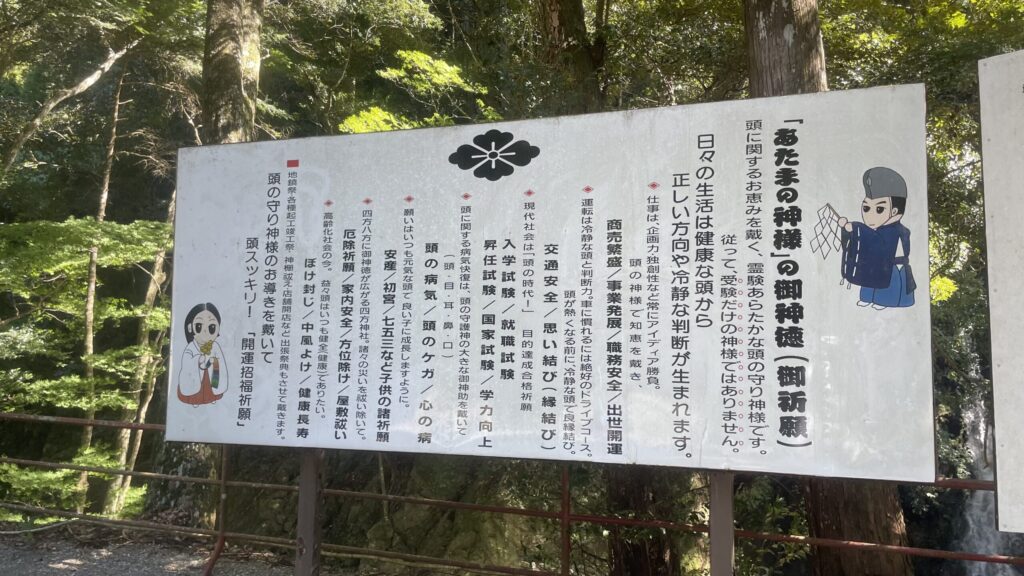 「あたまの神様」の御神徳(御祈願)
頭に関するお恵みを戴く、霊験あらたかな頭の守り神様です。
従って、受験だけの神様ではありません。
日々の生活は健康な頭から
正しい方向や冷静な判断が生まれます。
仕事は、企画力・独創性など常にアイディア勝負。
頭の神様で知恵を戴き、
商売繁盛/事業発展/職務安全/出世開運
運転は冷静な頭と判断力。車に慣れるには絶好のドライブコース。
頭熱くなる前に、冷静な頭で良縁結び。
交通安全/思い結び(縁結び)
現代社会は「頭の時代!」 目的達成合格祈願
入学試験/就職試験
昇任試験/国家試験/学力向上
頭に関する病気快復は、頭の守護神の大きな御神助を戴いて
(頭・目・耳・鼻・口)
頭の病気/頭のケガ/心の病
願いはいつも元気な頭で良い子に成長しますように。
安産/初宮/七五三など子供の諸祈願
四方八方に御神徳が広がる四方神社。諸々の災いを祓い除いて。
厄除祈願/家内安全/方位除け/屋敷祓い
高齢化社会の今。益々頭はいつも健全・健康でありたい。
ぼけ封じ/中風よけ/健康長寿
地鎮祭各種起工竣工祭・神棚祓え店舗開店など出張祭典もさせて戴きます。
頭の守り神様のお導きを戴いて
頭スッキリ! 「開運招福祈願」